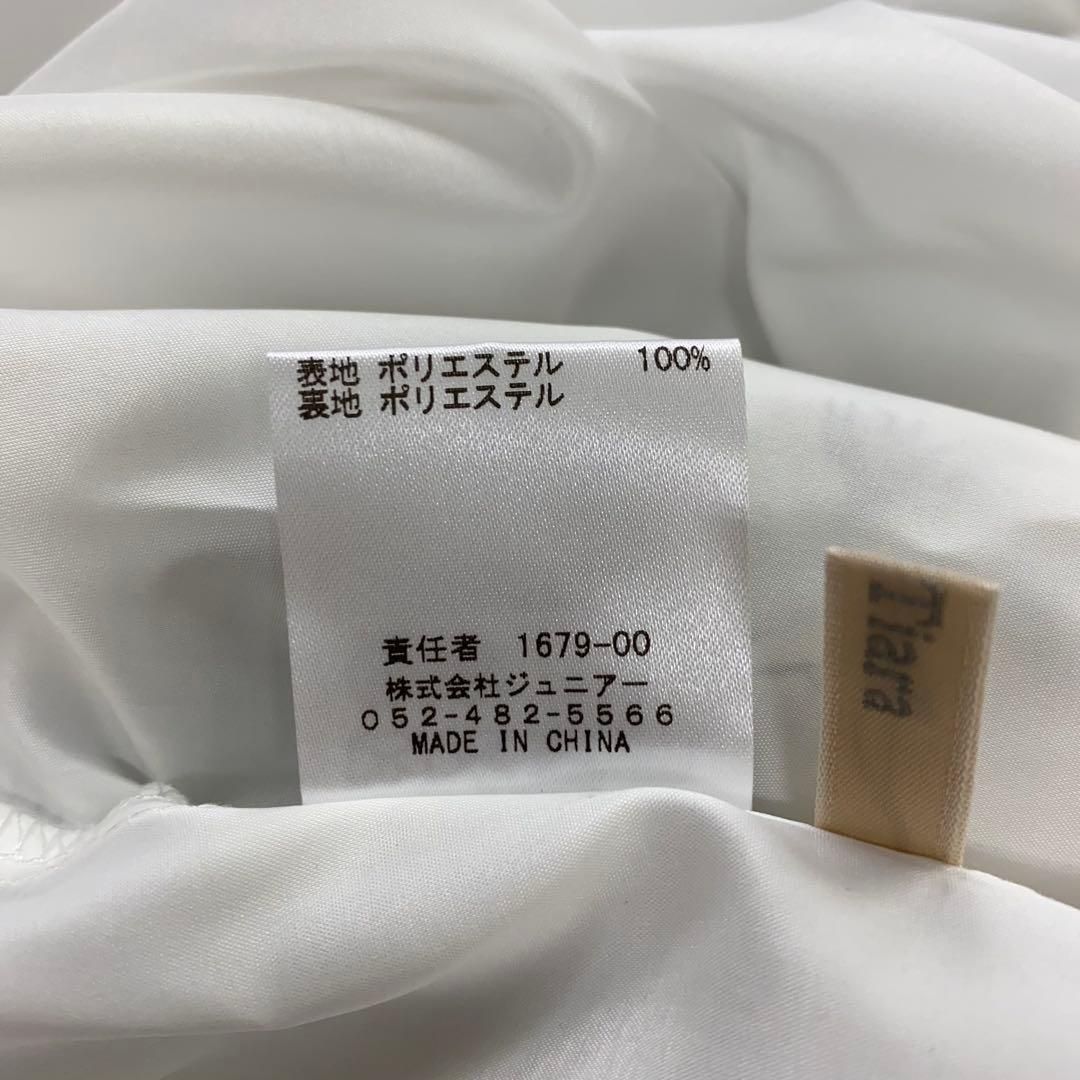 表地 ポリエステル 100%
裏地 ポリエステル
責任者 1679-00
株式会社ジュニアー
052-482-5566
MADE IN CHINA
Tiara